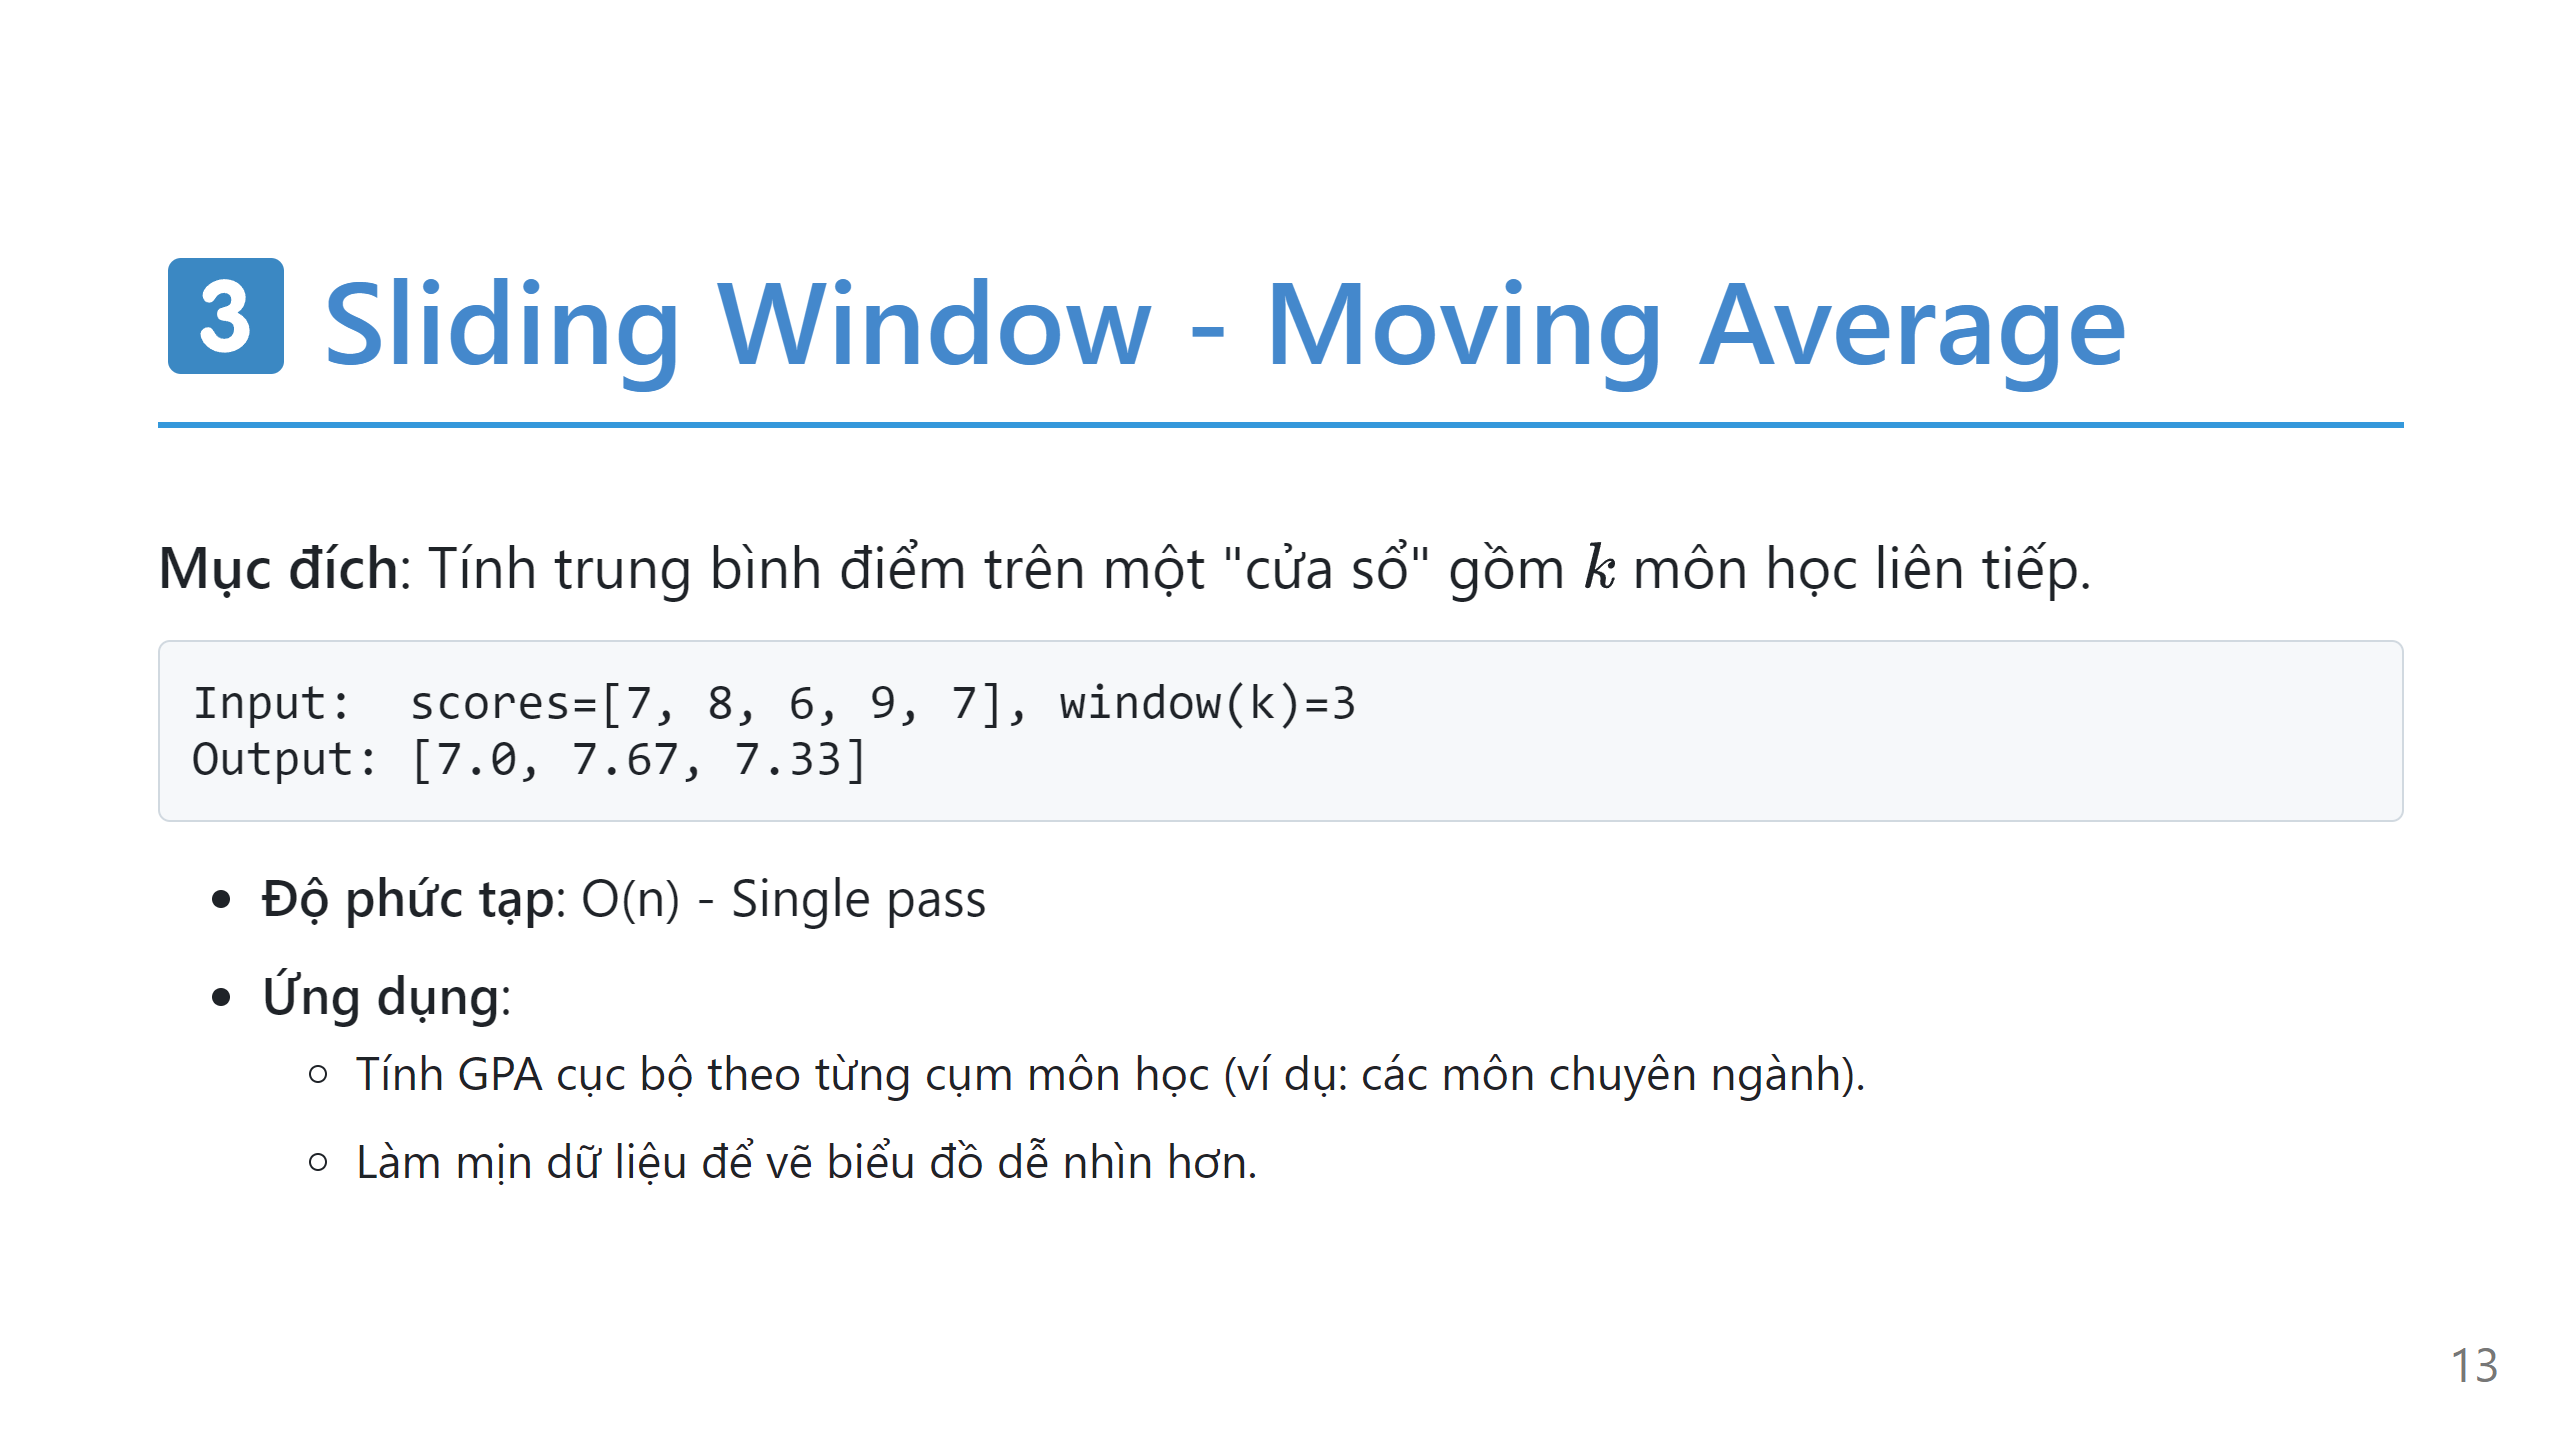 3 Sliding Window - Moving Average
Mục đích: Tính trung bình điểm trên một "cửa sổ" gồm k môn học liên tiếp.
Input:  scores=[7, 8, 6, 9, 7], window(k)=3
Output: [7.0, 7.67, 7.33]
• Độ phức tạp: O(n) - Single pass
• Ứng dụng:
○ Tính GPA cục bộ theo từng cụm môn học (ví dụ: các môn chuyên ngành).
○ Làm mịn dữ liệu để vẽ biểu đồ dễ nhìn hơn.
13